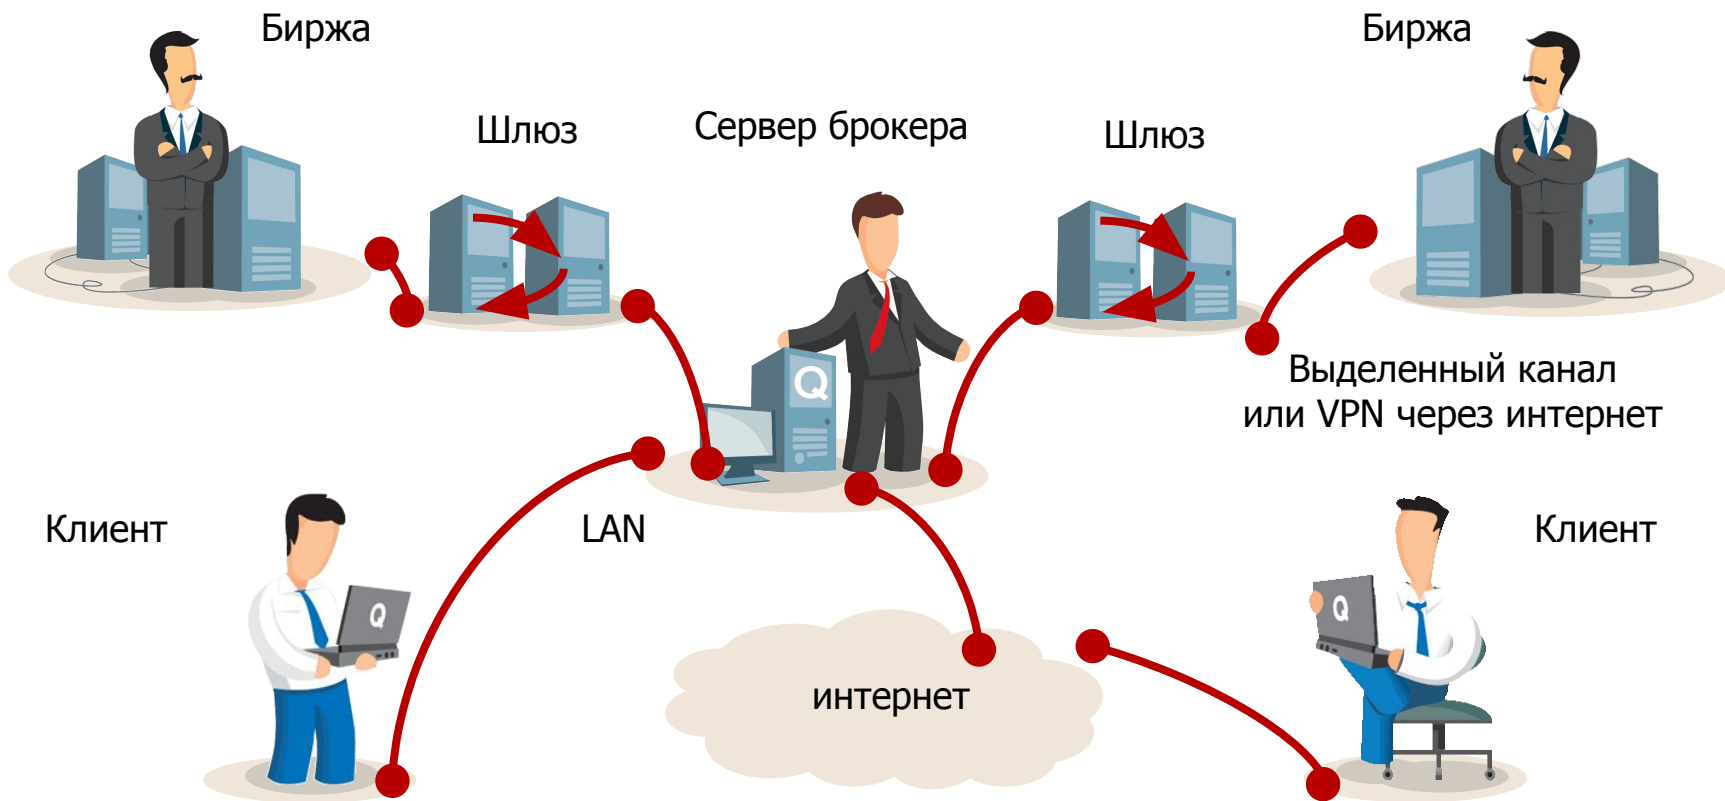 Биржа
Биржа
Шлюз
Сервер брокера
Шлюз
Q
Выделенный канал
или VPN через интернет
Клиент
LAN
Клиент
Q
Q
интернет